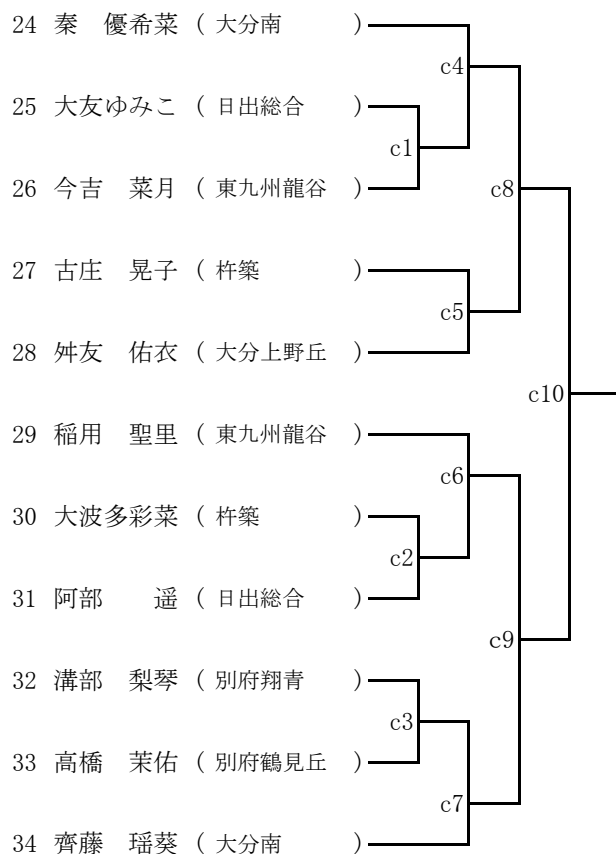 24 秦　優希菜 ( 大分南 )
c4
25 大友ゆみこ ( 日出総合 )
c1
26 今吉　菜月 ( 東九州龍谷 )
c8
27 古庄　晃子 ( 杵築 )
c5
28 舛友　佑衣 ( 大分上野丘 )
c10
29 稲用　聖里 ( 東九州龍谷 )
c6
30 大波多彩菜 ( 杵築 )
c2
31 阿部　　遥 ( 日出総合 )
c9
32 溝部　梨琴 ( 別府翔青 )
c3
33 高橋　茉佑 ( 別府鶴見丘 )
c7
34 齊藤　瑶葵 ( 大分南 )